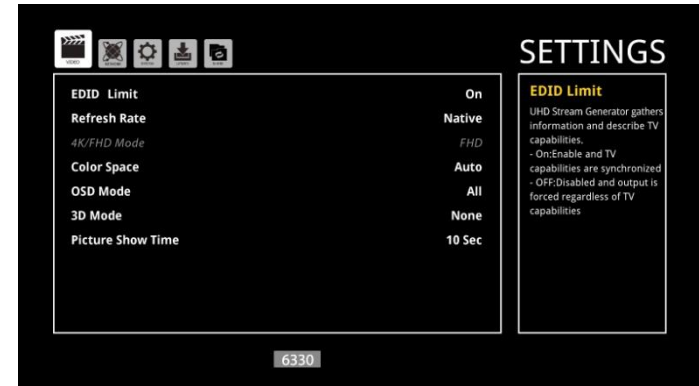 SETTINGS
VIDEO
EDID Limit On
Refresh Rate Native
4K/FHD Mode FHD
Color Space Auto
OSD Mode All
3D Mode None
Picture Show Time 10 Sec
EDID Limit
UHD Stream Generator gathers
information and describe TV
capabilities.
- On:Enable and TV
capabilities are synchronized
- OFF:Disabled and output is
forced regardless of TV
capabilities
6330